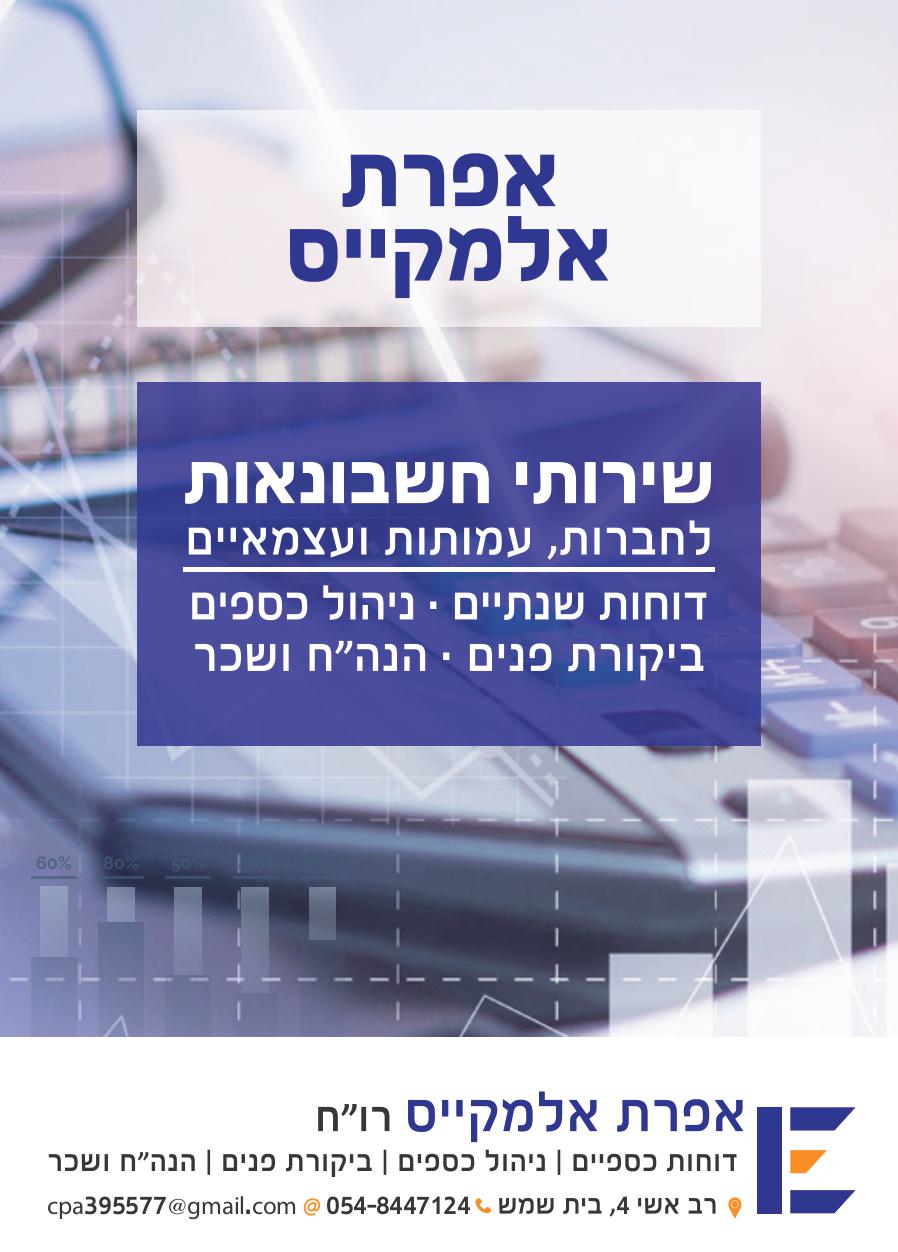 אפרת
אלמקייס
שירותי חשבונאות
לחברות, עמותות ועצמאיים
דוחות שנתיים · ניהול כספים
ביקורת פנים · הנה״ח ושכר
60% 80% 50%
אפרת אלמקייס רו״ח
דוחות כספיים | ניהול כספים | ביקורת פנים | הנה״ח ושכר
רב אשי 4, בית שמש 054-8447124 @ cpa395577@gmail.com